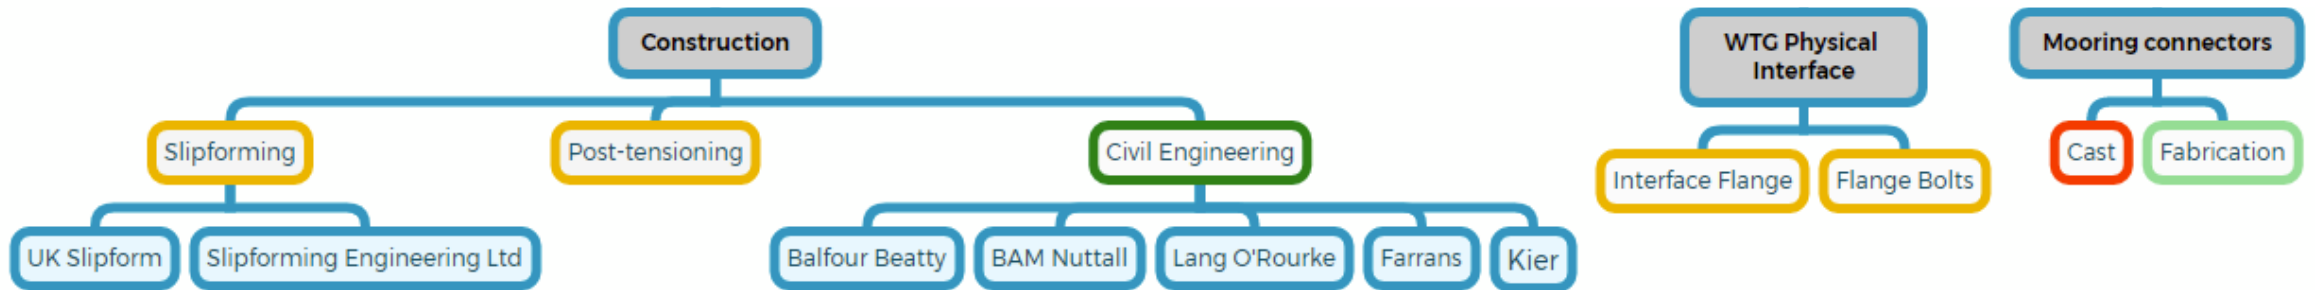 Construction
WTG Physical
Interface
Mooring connectors
Slipforming
Post-tensioning
Civil Engineering
Interface Flange
Flange Bolts
Cast
Fabrication
UK Slipform
Slipforming Engineering Ltd
Balfour Beatty
BAM Nuttall
Lang O'Rourke
Farrans
Kier